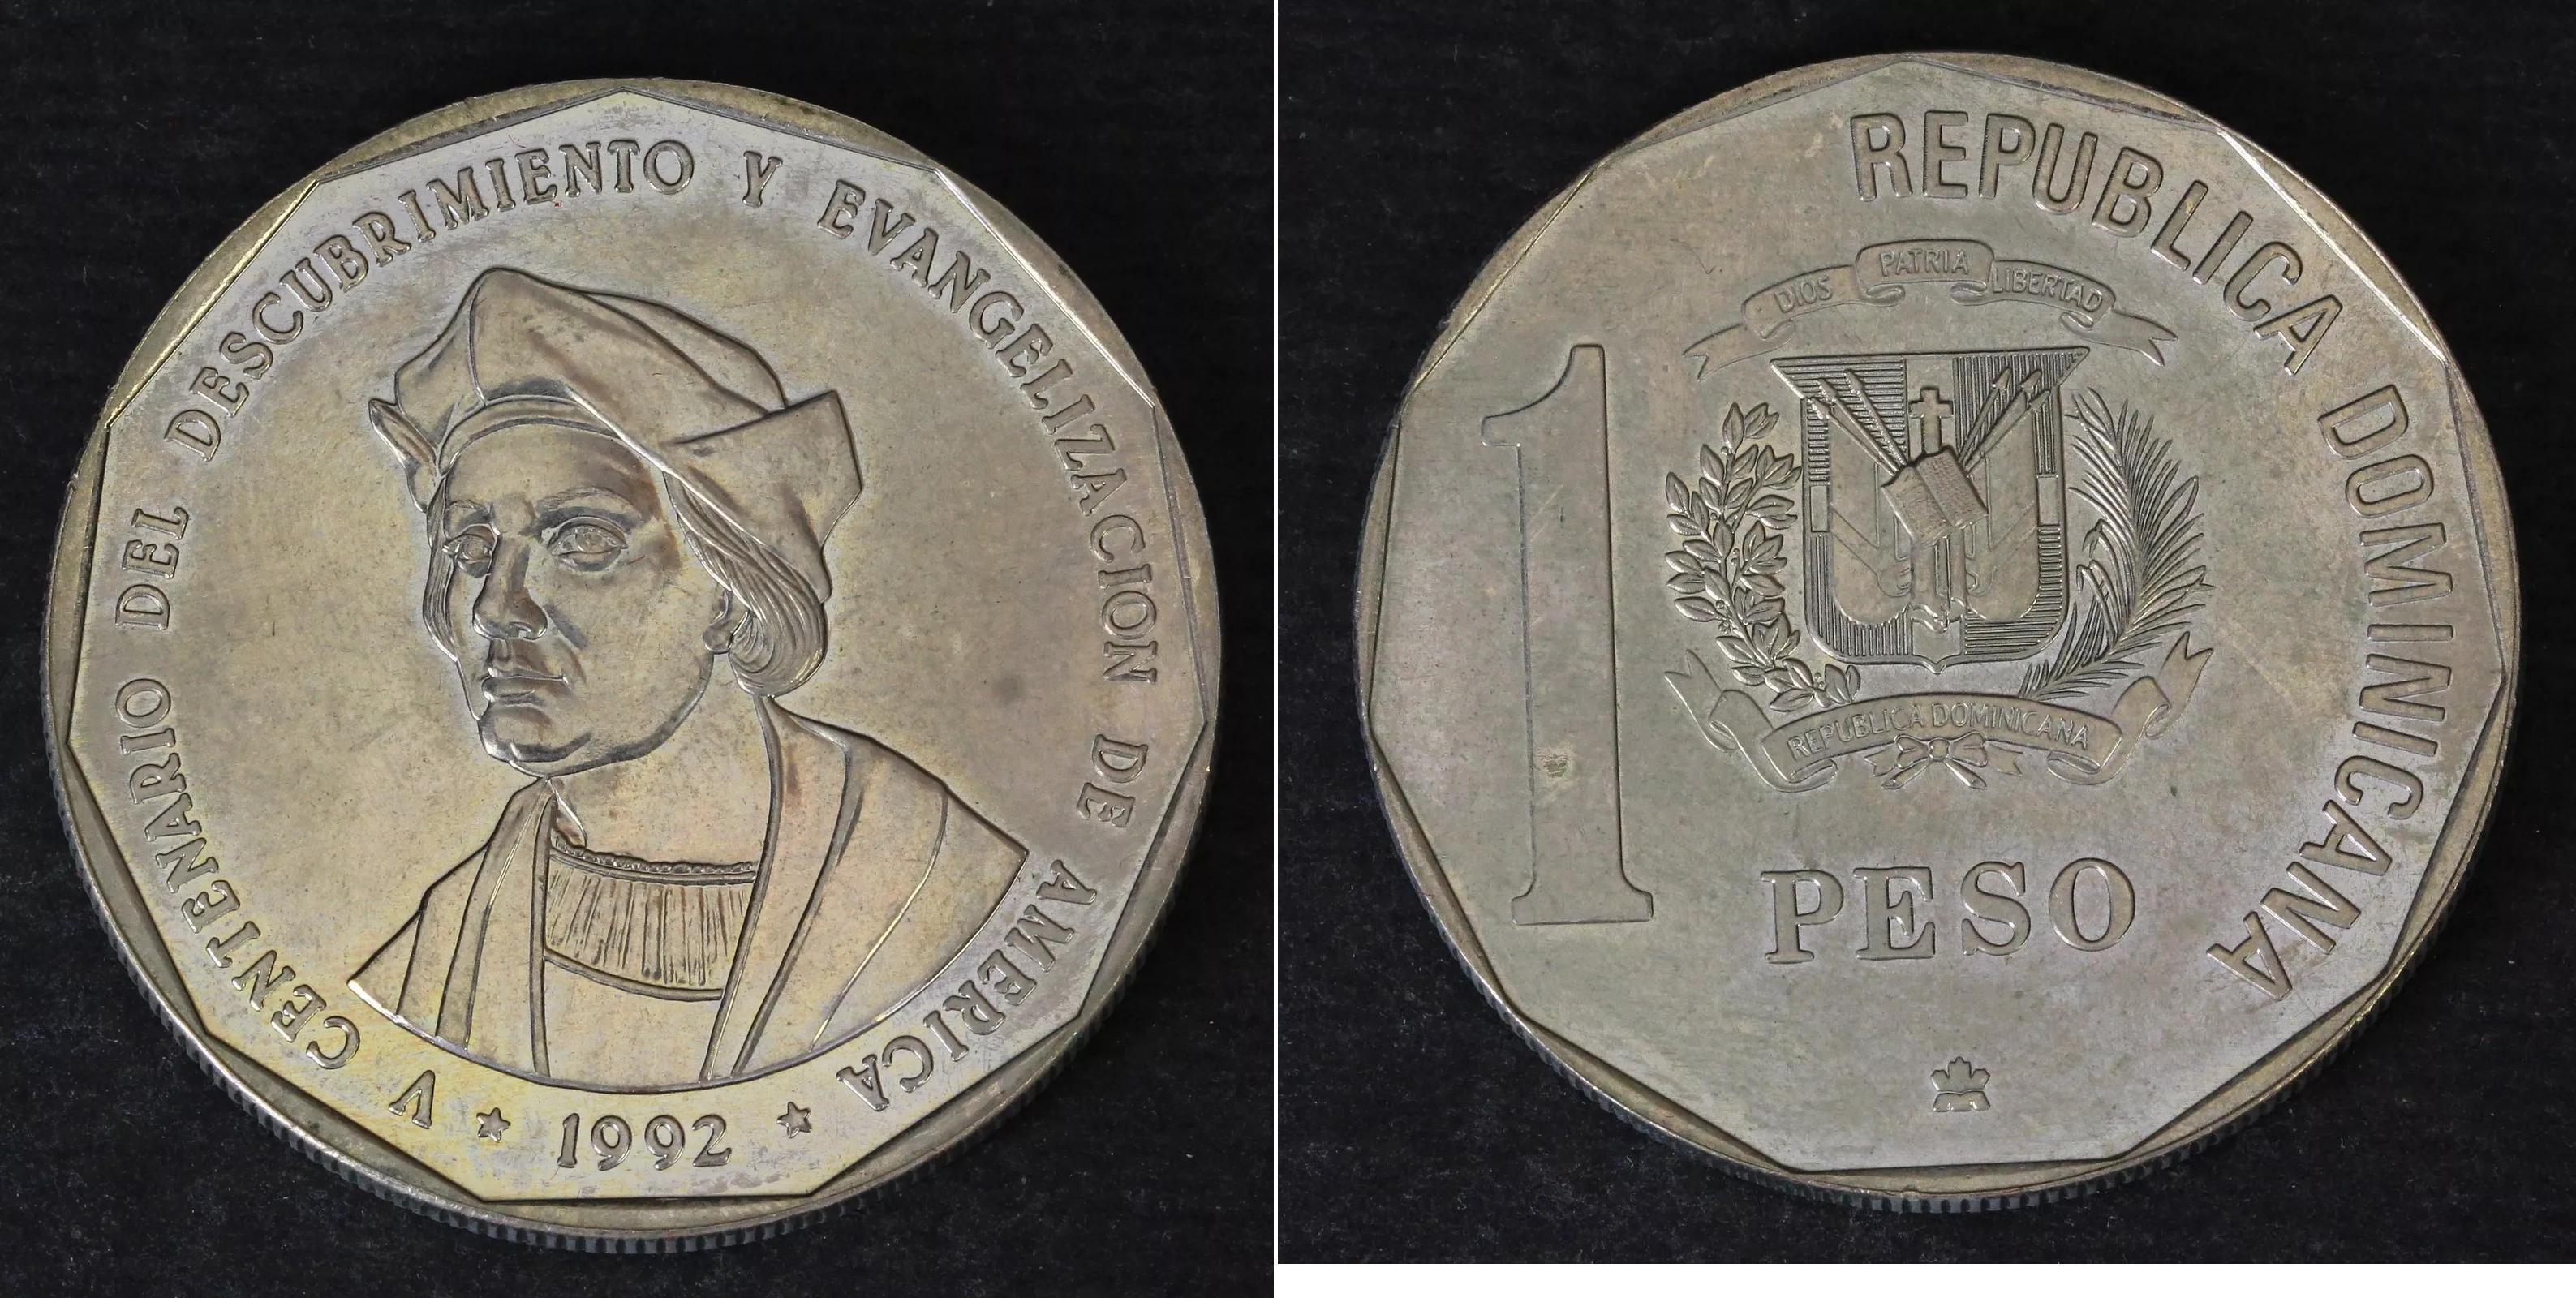 V CENTENARIO DEL DESCUBRIMIENTO Y EVANGELIZACION DE AMERICA
1992
REPUBLICA DOMINICANA
DIOS PATRIA LIBERTAD
1
REPUBLICA DOMINICANA
PESO